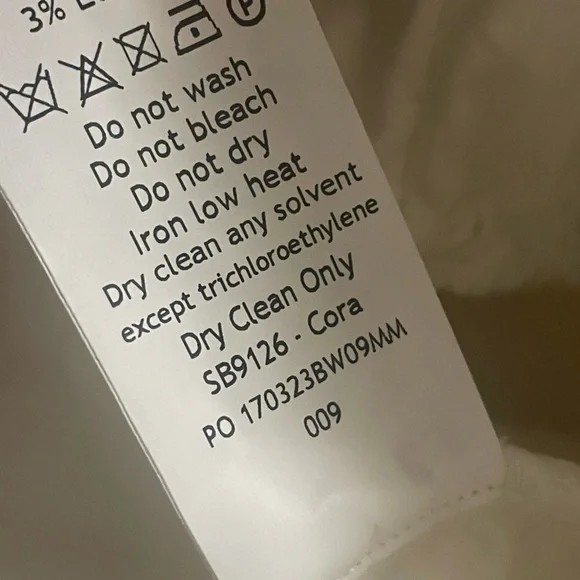 3%
P
Do not wash
Do not bleach
Do not dry
Iron low heat
Dry clean any solvent
except trichloroethylene
Dry Clean Only
SB9126 - Cora
PO 170323BW09MM
009